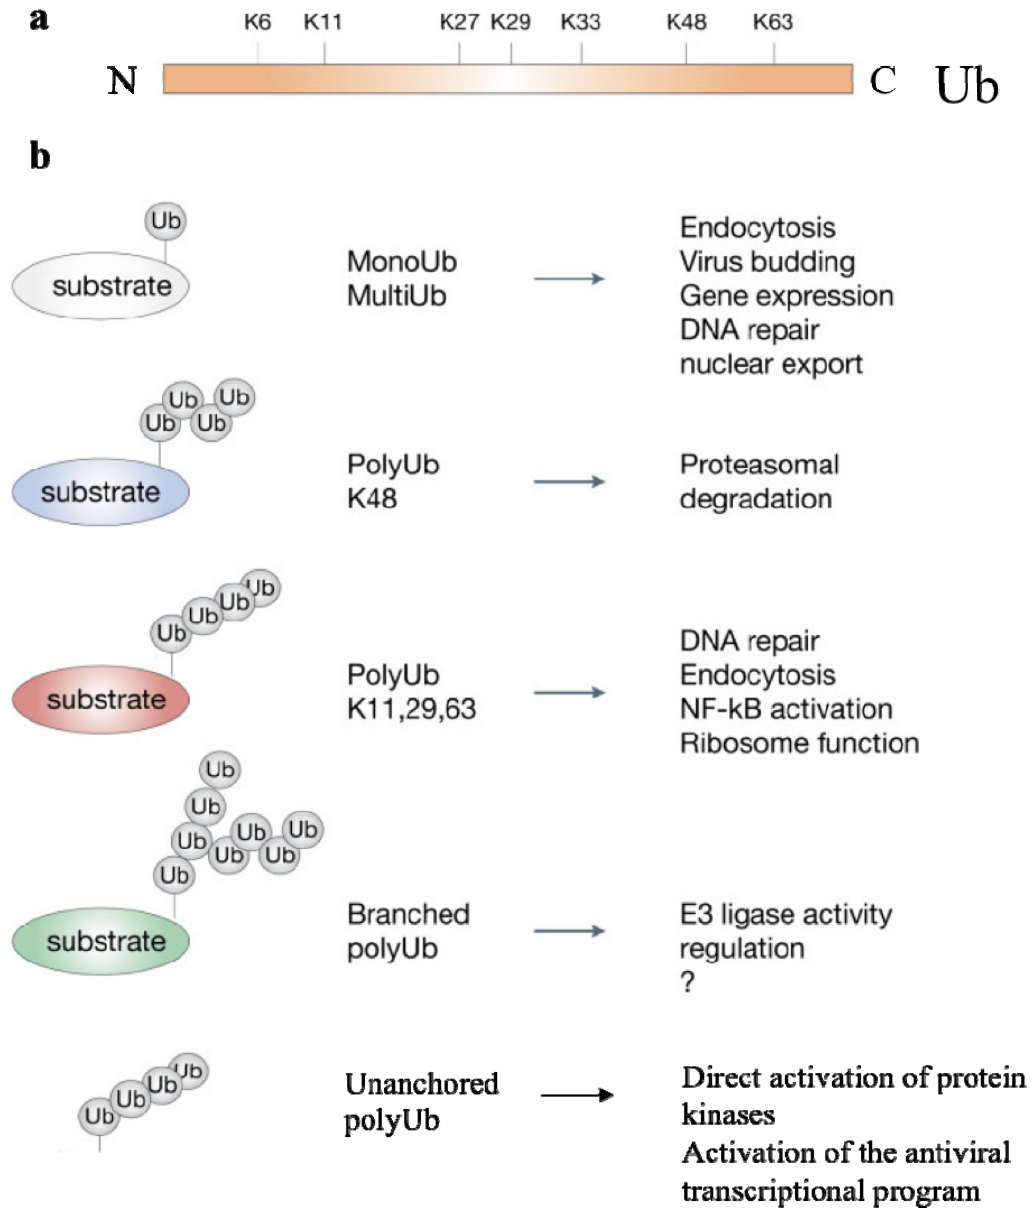 a
K6 K11 K27 K29 K33 K48 K63
N C Ub
b
Ub
substrate
MonoUb
MultiUb
Endocytosis
Virus budding
Gene expression
DNA repair
nuclear export
Ub Ub Ub Ub
substrate
PolyUb
K48
Proteasomal
degradation
Ub Ub Ub Ub
substrate
PolyUb
K11,29,63
DNA repair
Endocytosis
NF-kB activation
Ribosome function
Ub
Ub
Ub Ub Ub
Ub Ub
Ub
substrate
Branched
polyUb
E3 ligase activity
regulation
?
Ub Ub Ub Ub
Unanchored
polyUb
Direct activation of protein
kinases
Activation of the antiviral
transcriptional program